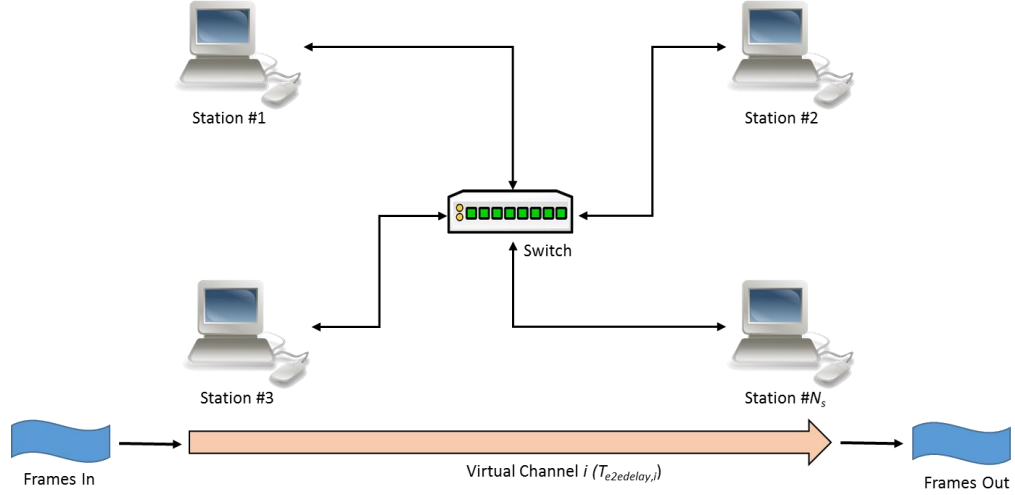 Station #1
Station #2
Switch
Station #3
Station #Ns
Virtual Channel i (Te2edelay,i)
Frames In
Frames Out